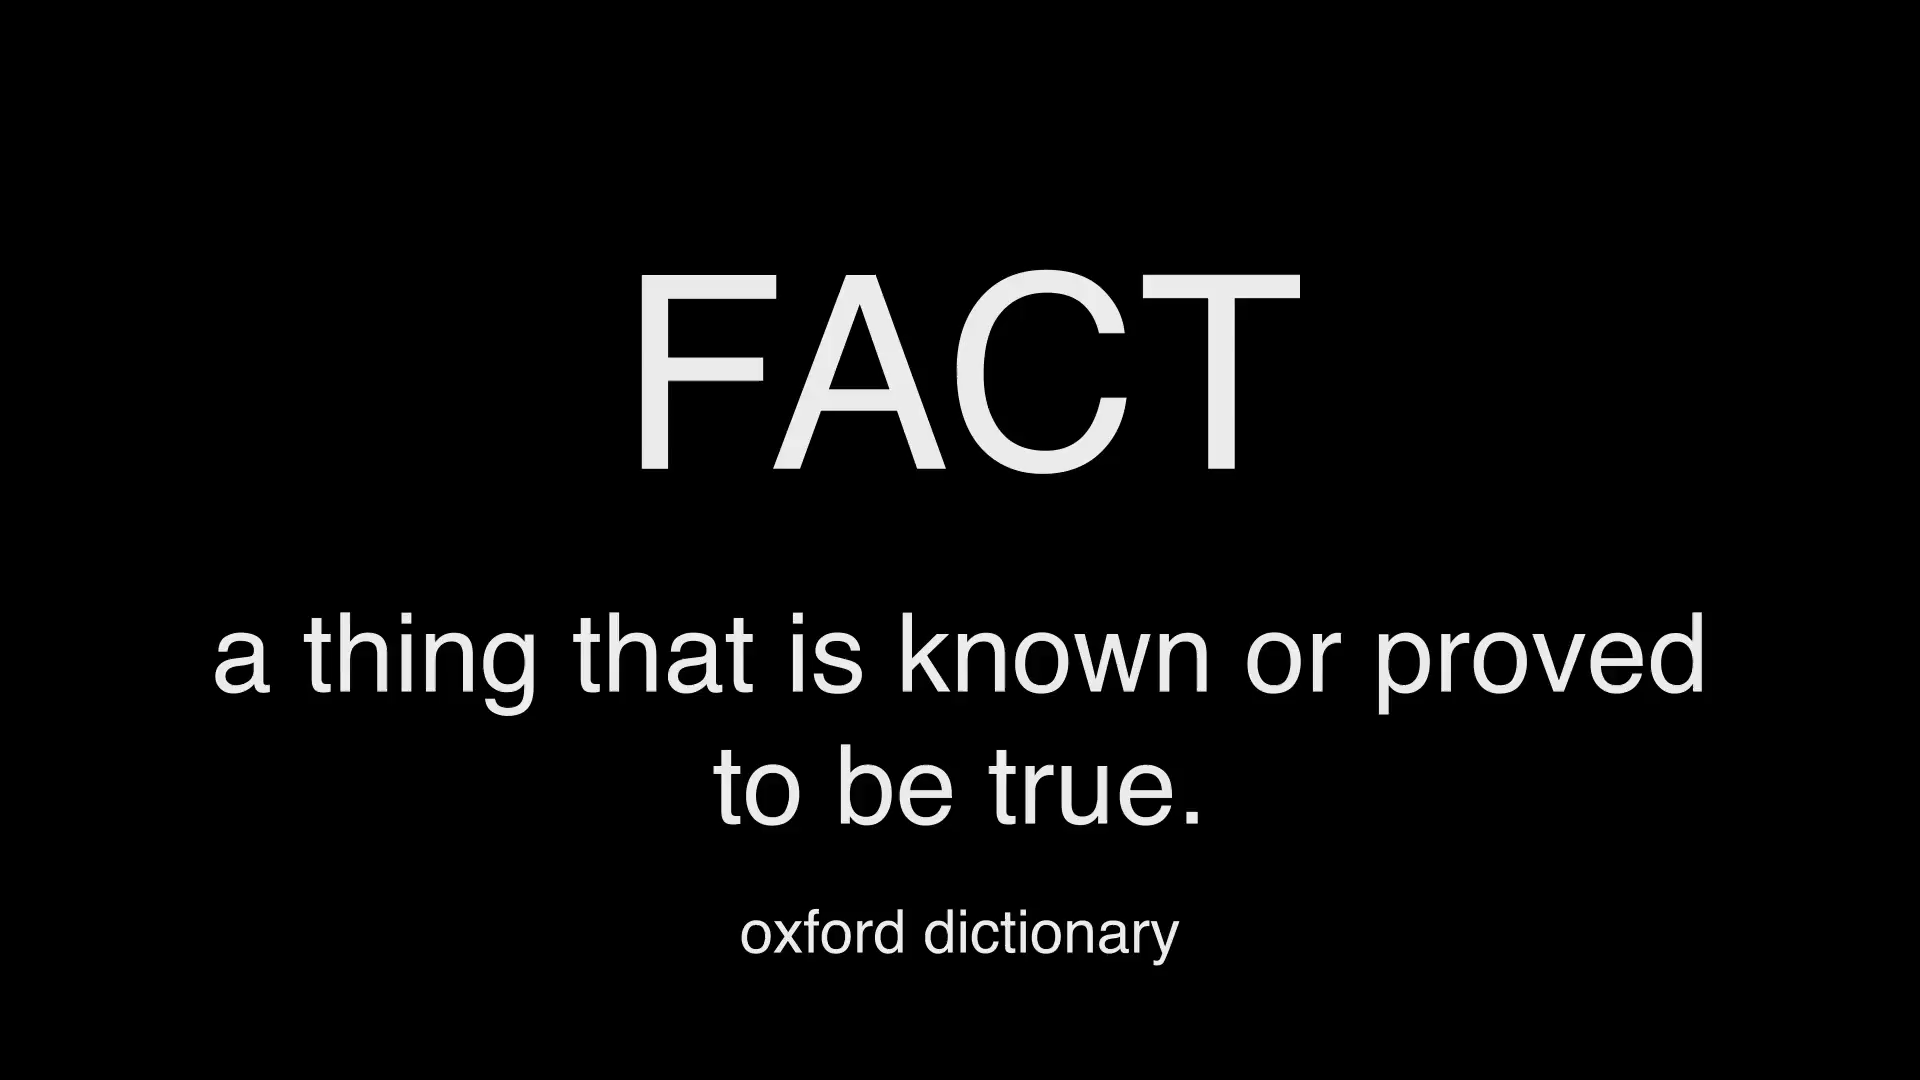 FACT
a thing that is known or proved
to be true.
oxford dictionary